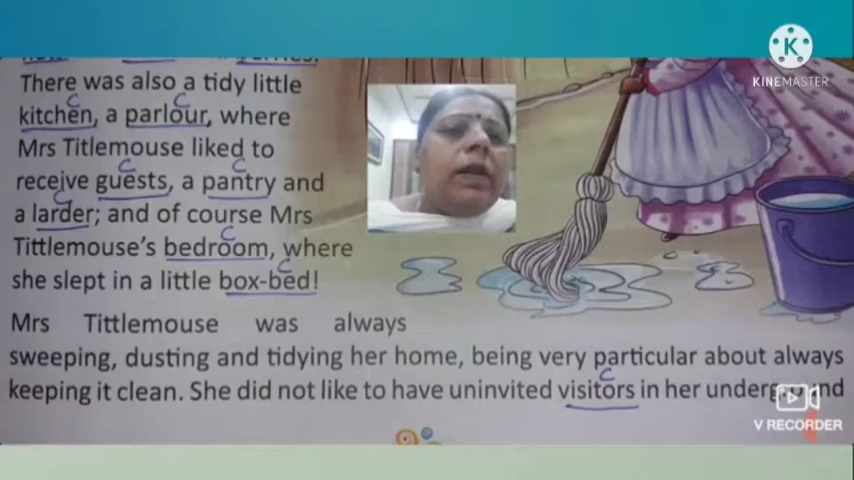 There was also a tidy little
kitchen, a parlour, where
Mrs Titlemouse liked to
receive guests, a pantry and
a larder; and of course Mrs
Tittlemouse's bedroom, where
she slept in a little box-bed!
Mrs Tittlemouse was always
sweeping, dusting and tidying her home, being very particular about always
keeping it clean. She did not like to have uninvited visitors in her underground
K
KINEMASTER
V RECORDER